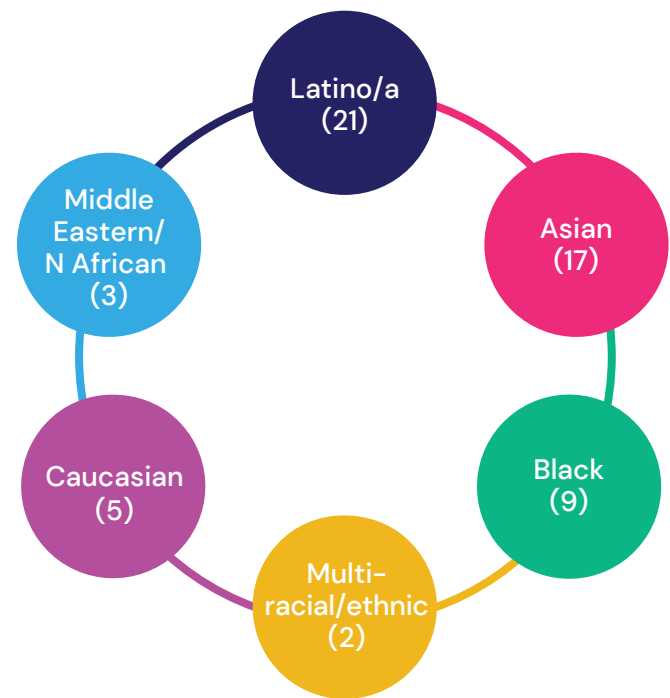 Latino/a
(21)
Asian
(17)
Black
(9)
Multi-
racial/ethnic
(2)
Caucasian
(5)
Middle
Eastern/
N African
(3)